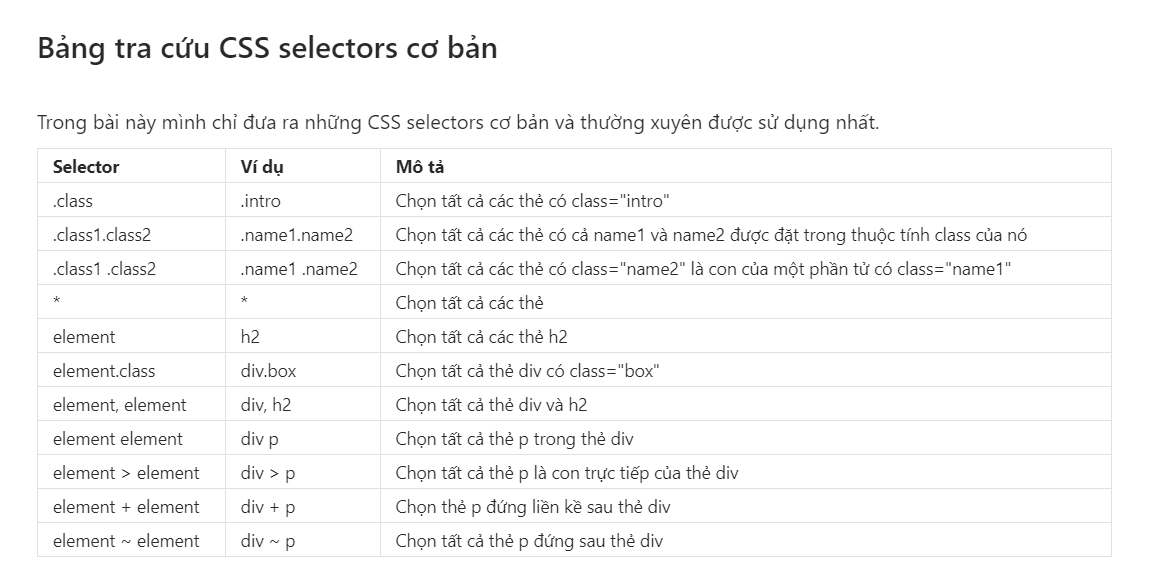 Bảng tra cứu CSS selectors cơ bản
Trong bài này mình chỉ đưa ra những CSS selectors cơ bản và thường xuyên được sử dụng nhất.
Selector Ví dụ Mô tả
.class .intro Chọn tất cả các thẻ có class="intro"
.class1.class2 .name1.name2 Chọn tất cả các thẻ có cả name1 và name2 được đặt trong thuộc tính class của nó
.class1 .class2 .name1 .name2 Chọn tất cả các thẻ có class="name2" là con của một phần tử có class="name1"
* * Chọn tất cả các thẻ
element h2 Chọn tất cả các thẻ h2
element.class div.box Chọn tất cả thẻ div có class="box"
element, element div, h2 Chọn tất cả thẻ div và h2
element element div p Chọn tất cả thẻ p trong thẻ div
element > element div > p Chọn tất cả thẻ p là con trực tiếp của thẻ div
element + element div + p Chọn thẻ p đứng liền kề sau thẻ div
element ~ element div ~ p Chọn tất cả thẻ p đứng sau thẻ div